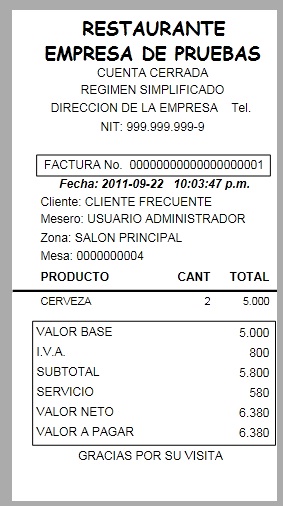 RESTAURANTE
EMPRESA DE PRUEBAS
CUENTA CERRADA
REGIMEN SIMPLIFICADO
DIRECCION DE LA EMPRESA Tel.
NIT: 999.999.999-9
FACTURA No. 00000000000000000001
Fecha: 2011-09-22 10:03:47 p.m.
Cliente: CLIENTE FRECUENTE
Mesero: USUARIO ADMINISTRADOR
Zona: SALON PRINCIPAL
Mesa: 0000000004
PRODUCTO CANT TOTAL
CERVEZA 2 5.000
VALOR BASE 5.000
I.V.A. 800
SUBTOTAL 5.800
SERVICIO 580
VALOR NETO 6.380
VALOR A PAGAR 6.380
GRACIAS POR SU VISITA